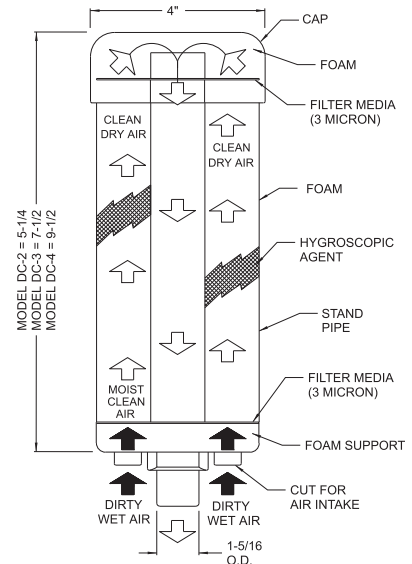 4"
CAP
FOAM
FILTER MEDIA
(3 MICRON)
CLEAN
DRY AIR
CLEAN
DRY AIR
FOAM
HYGROSCOPIC
AGENT
MODEL DC-2 = 5-1/4
MODEL DC-3 = 7-1/2
MODEL DC-4 = 9-1/2
STAND
PIPE
FILTER MEDIA
(3 MICRON)
MOIST
CLEAN
AIR
FOAM SUPPORT
CUT FOR
AIR INTAKE
DIRTY
WET AIR
DIRTY
WET AIR
1-5/16
O.D.